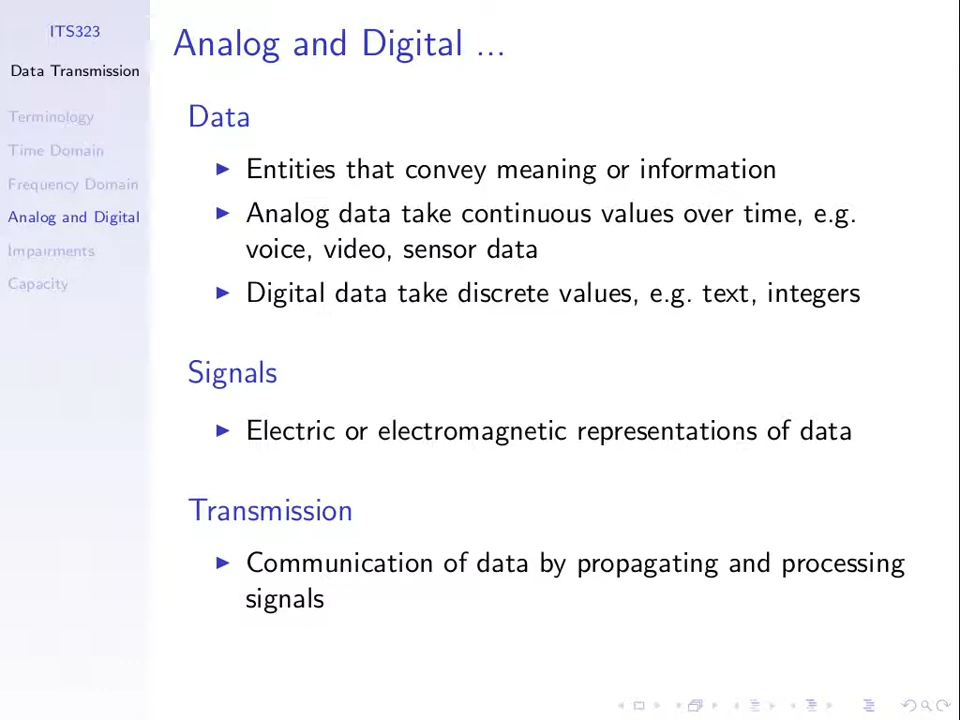 ITS323
Data Transmission
Terminology
Time Domain
Frequency Domain
Analog and Digital
Impairments
Capacity
Analog and Digital ...
Data
Entities that convey meaning or information
Analog data take continuous values over time, e.g.
voice, video, sensor data
Digital data take discrete values, e.g. text, integers
Signals
Electric or electromagnetic representations of data
Transmission
Communication of data by propagating and processing
signals